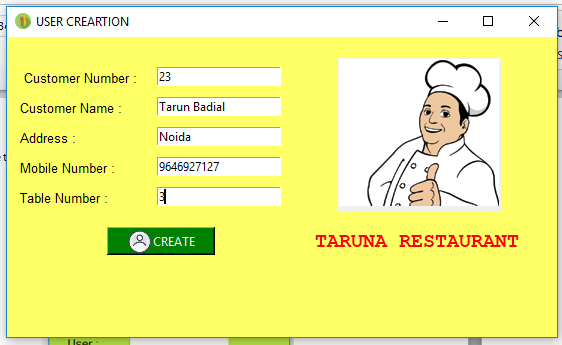 USER CREARTION
Customer Number : 23
Customer Name : Tarun Badial
Address : Noida
Mobile Number : 9646927127
Table Number : 3
CREATE
TARUNA RESTAURANT
User :